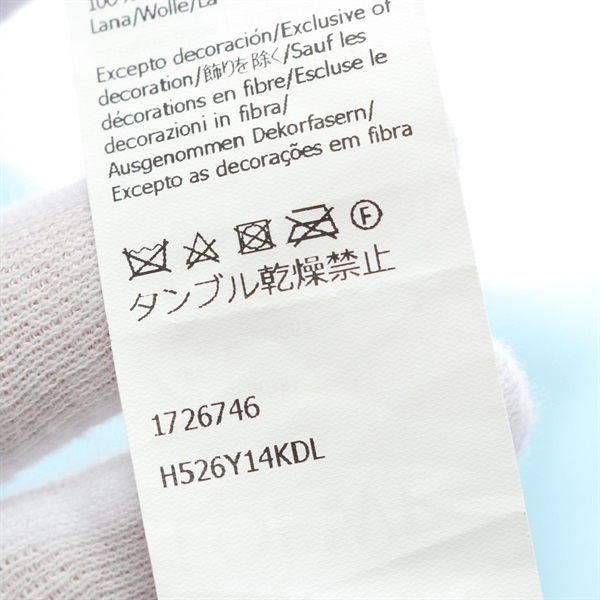 100%
Lana/Wolle/La
Excepto decoración/Exclusive of
decoration/飾りを除く/Sauf les
décorations en fibre/Escluse le
decorazioni in fibra/
Ausgenommen Dekorfasern/
Excepto as decorações em fibra
F
タンブル乾燥禁止
1726746
H526Y14KDL